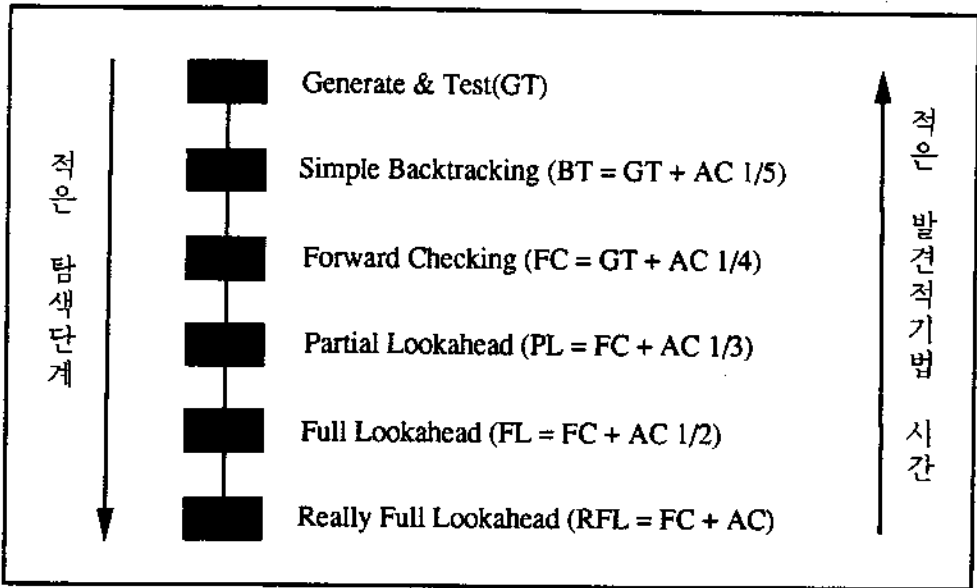 Generate & Test(GT)
Simple Backtracking (BT = GT + AC 1/5)
Forward Checking (FC = GT + AC 1/4)
Partial Lookahead (PL = FC + AC 1/3)
Full Lookahead (FL = FC + AC 1/2)
Really Full Lookahead (RFL = FC + AC)
적은 탐색단계
적은 발견적기법 시간